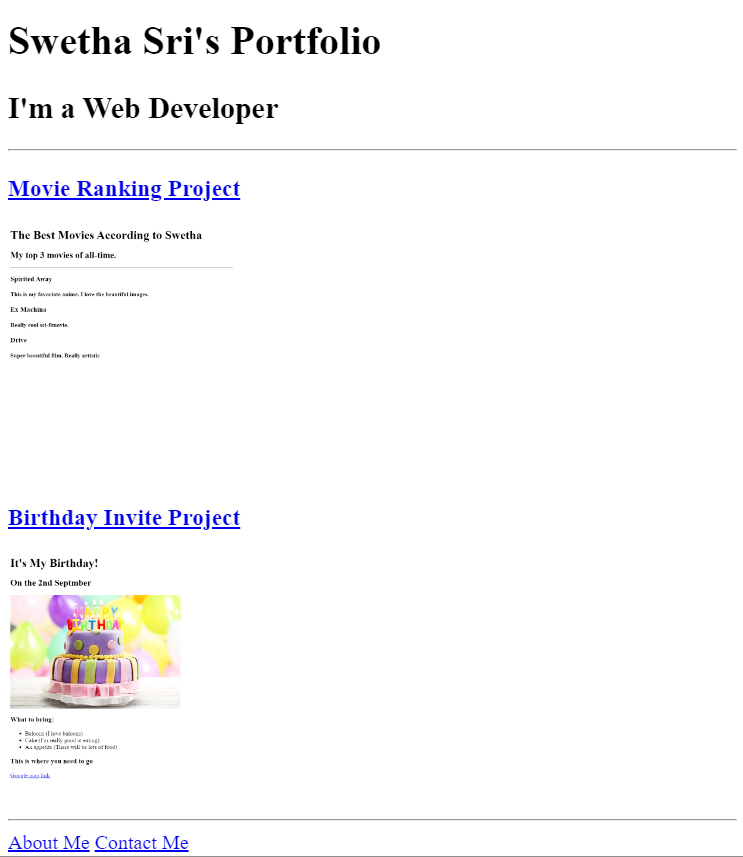 Swetha Sri's Portfolio
I'm a Web Developer
Movie Ranking Project
The Best Movies According to Swetha
My top 3 movies of all-time.
Spirited Away
This is my favoriate anime. I love the beautiful images.
Ex Machina
Really cool sci-fimovie.
Drive
Super beautiful film. Really artistic
Birthday Invite Project
It's My Birthday!
On the 2nd Septmber
HAPPY
BIRTHDAY
What to bring:
Baloons (I love baloons)
Cake (I'm really good at eating)
An appetite (There will be lots of food)
This is where you need to go
Google map link
About Me Contact Me